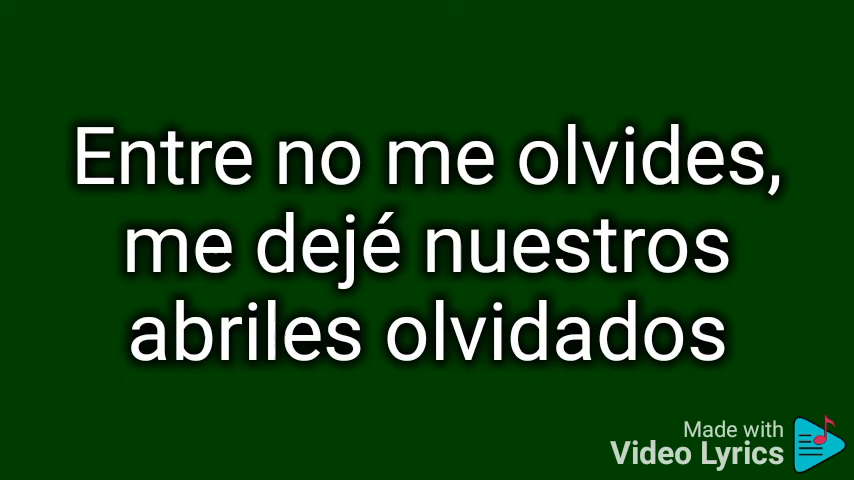 Entre no me olvides,
me dejé nuestros
abriles olvidados
Made with
Video Lyrics